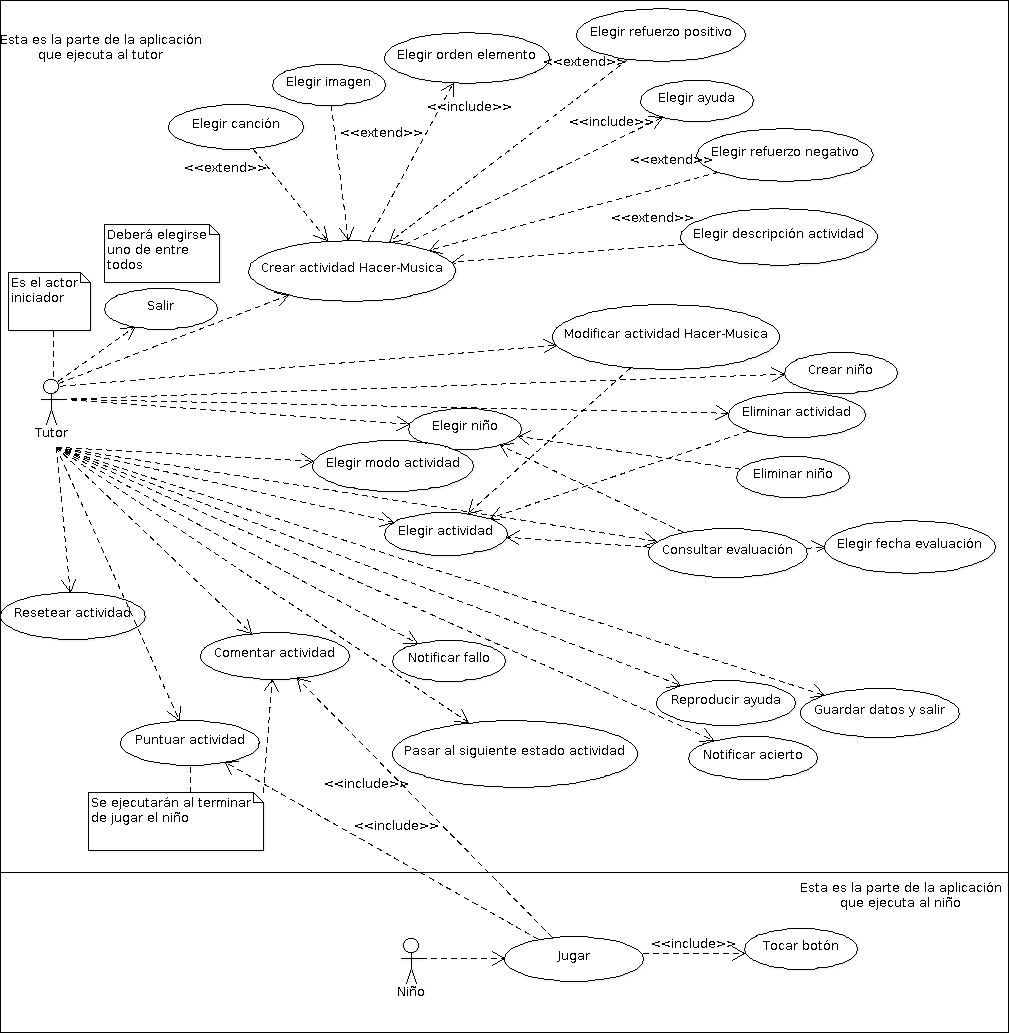 Esta es la parte de la aplicación
que ejecuta al tutor
Elegir refuerzo positivo
Elegir orden elemento
<<extend>>
Elegir imagen
Elegir ayuda
<<include>>
Elegir canción
<<include>>
<<extend>>
Elegir refuerzo negativo
<<extend>>
<<extend>>
<<extend>>
Elegir descripción actividad
Deberá elegirse
uno de entre
todos
Crear actividad Hacer-Musica
Es el actor
iniciador
Salir
Modificar actividad Hacer-Musica
Crear niño
Eliminar actividad
Elegir niño
Tutor
Elegir modo actividad
Eliminar niño
Elegir actividad
Consultar evaluación
Elegir fecha evaluación
Resetear actividad
Comentar actividad
Notificar fallo
Reproducir ayuda
Guardar datos y salir
Puntuar actividad
Pasar al siguiente estado actividad
Notificar acierto
<<include>>
Se ejecutarán al terminar
de jugar el niño
<<include>>
Esta es la parte de la aplicación
que ejecuta al niño
<<include>>
Tocar botón
Jugar
Niño